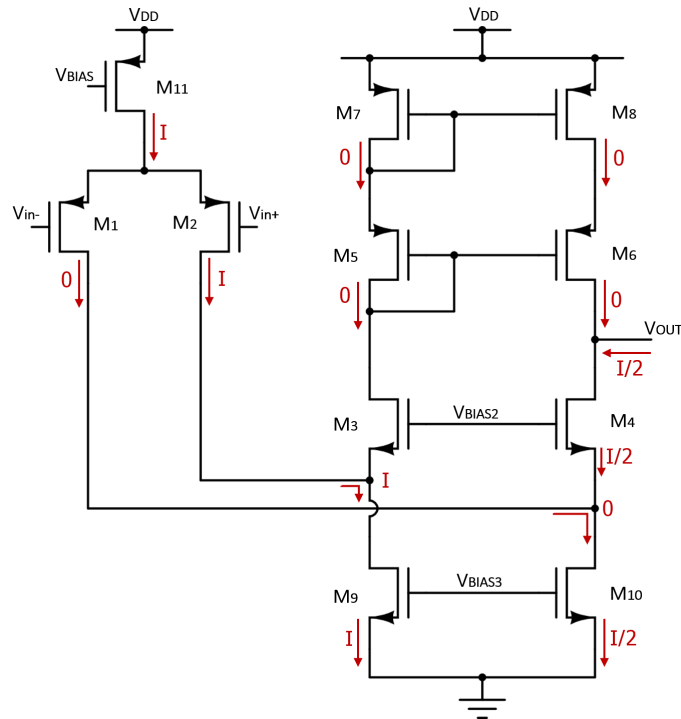 VDD
VBIAS
M11
I
Vin-
M1
M2
Vin+
0
I
VDD
M7
M8
0
0
M5
M6
0
0
VOUT
I/2
M3
VBIAS2
M4
I/2
I
0
M9
VBIAS3
M10
I
I/2